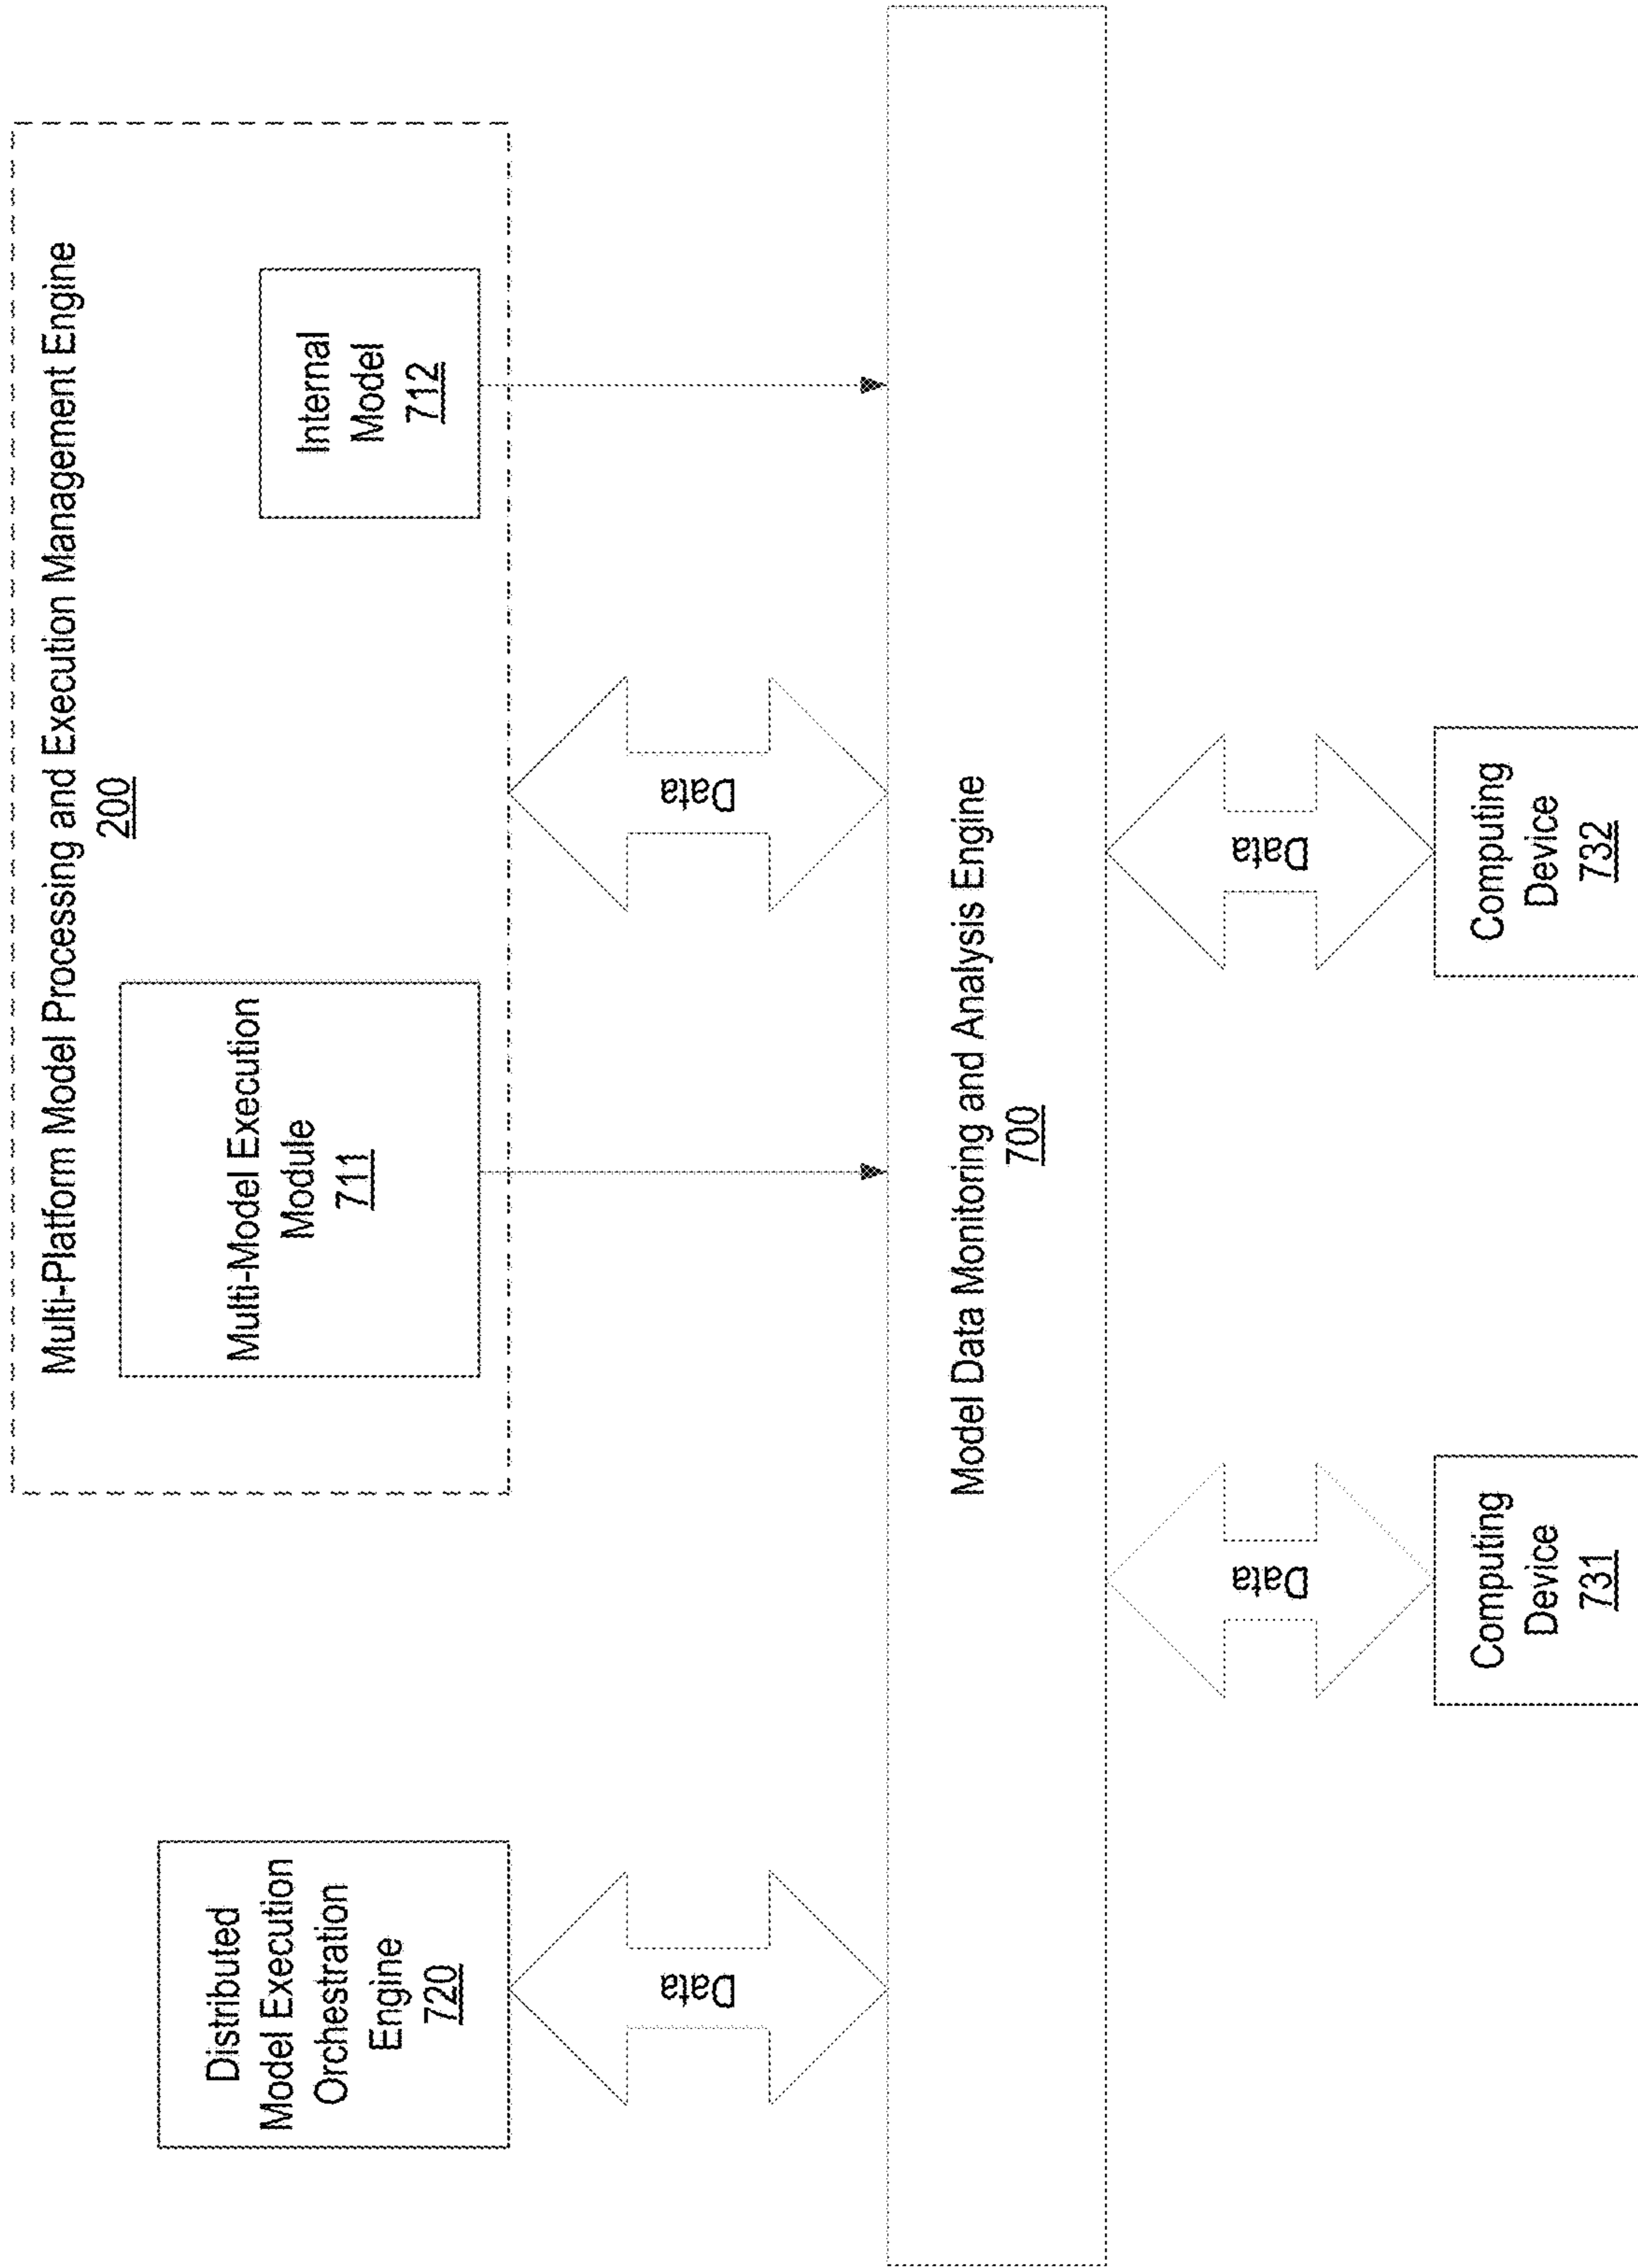 Multi-Platform Model Processing and Execution Management Engine
200
Distributed
Model Execution
Orchestration
Engine
720
Multi-Model Execution
Module
711
Internal
Model
712
Data
Data
Model Data Monitoring and Analysis Engine
700
Data
Data
Computing
Device
731
Computing
Device
732